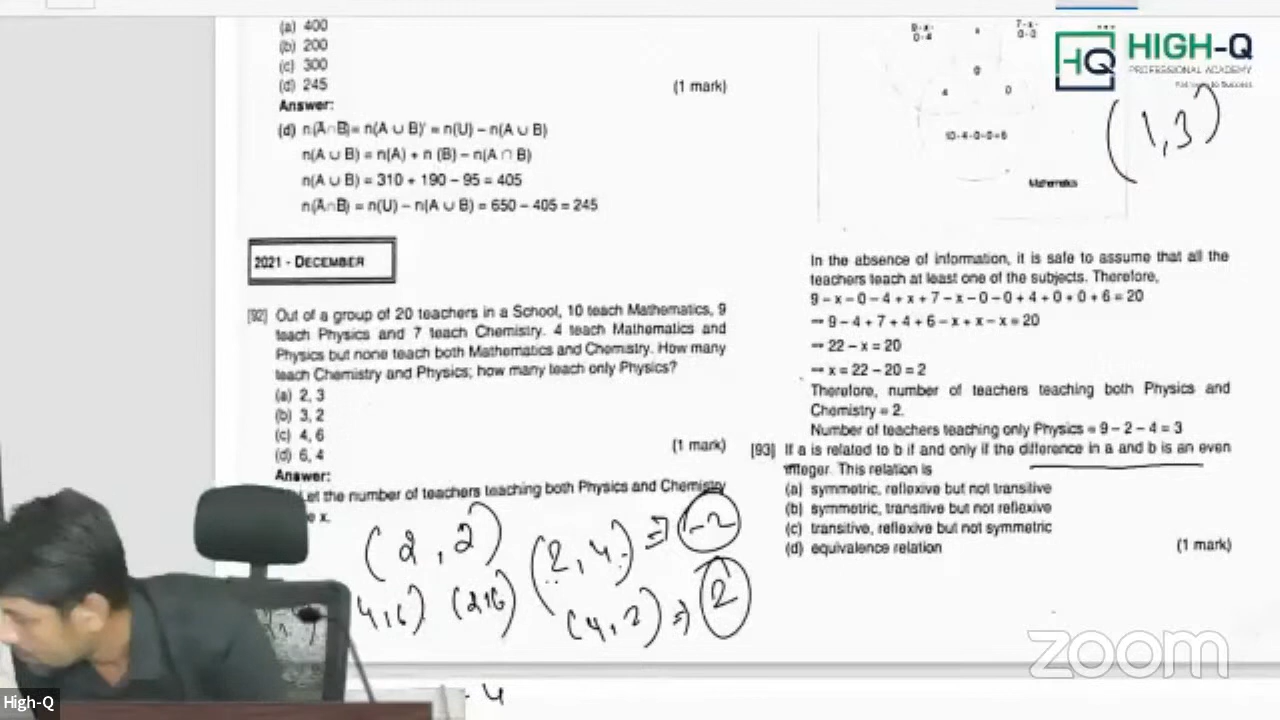 (a) 400
(b) 200
(c) 300
(d) 245
(1 mark)
Answer:
(d) n(A̅∩B̅)= n(A ∪ B)' = n(U) – n(A ∪ B)
n(A ∪ B) = n(A) + n (B) – n(A ∩ B)
n(A ∪ B) = 310 + 190 – 95 = 405
n(A̅∩B̅) = n(U) – n(A ∪ B) = 650 – 405 = 245
2021 - DECEMBER
[92] Out of a group of 20 teachers in a School, 10 teach Mathematics, 9
teach Physics and 7 teach Chemistry. 4 teach Mathematics and
Physics but none teach both Mathematics and Chemistry. How many
teach Chemistry and Physics; how many teach only Physics?
(a) 2, 3
(b) 3, 2
(c) 4, 6
(d) 6, 4
(1 mark)
Answer:
Let the number of teachers teaching both Physics and Chemistry
x.
(2, 2)
(2, 4) ⇒ -2
4,6) (2,6)
(4,2) ⇒ 2
- 4
9-x-
0-4
x
7-x-
0-0
0
4
0
10-4-0-0=6
Mathematics
HIGH-Q
PROFESSIONAL ACADEMY
HQ
(1,3)
In the absence of information, it is safe to assume that all the
teachers teach at least one of the subjects. Therefore,
9 – x – 0 – 4 + x + 7 – x – 0 – 0 + 4 + 0 + 0 + 6 = 20
⇒ 9 – 4 + 7 + 4 + 6 – x + x – x = 20
⇒ 22 – x = 20
⇒ x = 22 – 20 = 2
Therefore, number of teachers teaching both Physics and
Chemistry = 2.
Number of teachers teaching only Physics = 9 – 2 – 4 = 3
[93] If a is related to b if and only if the difference in a and b is an even
integer. This relation is
(a) symmetric, reflexive but not transitive
(b) symmetric, transitive but not reflexive
(c) transitive, reflexive but not symmetric
(d) equivalence relation
(1 mark)
zoom
High-Q